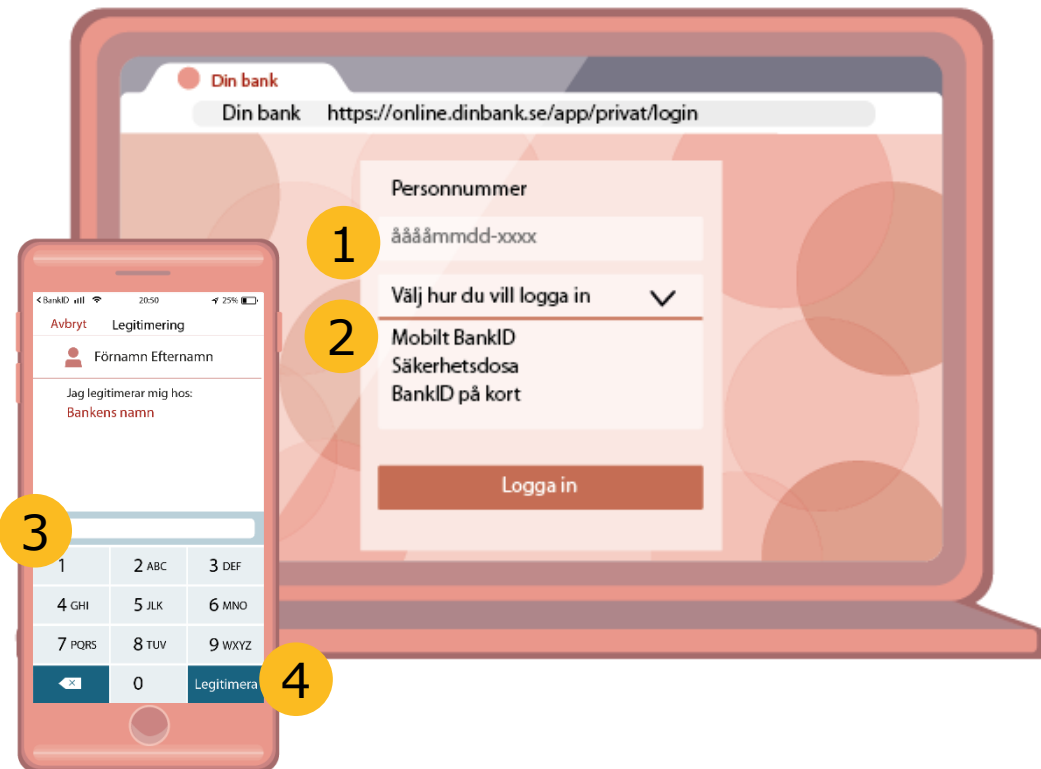 Din bank
Din bank https://online.dinbank.se/app/privat/login
Personnummer
1
ååååmmdd-xxxx
Välj hur du vill logga in
2
Mobilt BankID
Säkerhetsdosa
BankID på kort
Logga in
BankID 20:50 25%
Avbryt Legitimering
Förnamn Efternamn
Jag legitimerar mig hos:
Bankens namn
3
1 2 ABC 3 DEF
4 GHI 5 JLK 6 MNO
7 PQRS 8 TUV 9 WXYZ
0 Legitimera
4